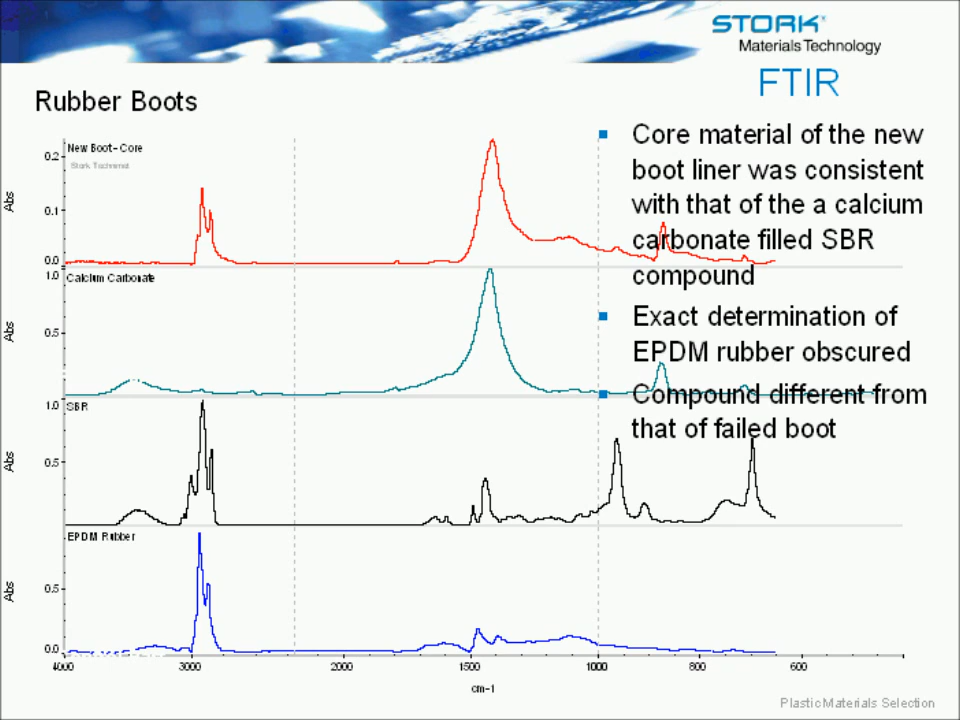 STORK
Materials Technology
FTIR
Rubber Boots
Core material of the new
boot liner was consistent
with that of the a calcium
carbonate filled SBR
compound
Exact determination of
EPDM rubber obscured
Compound different from
that of failed boot
New Boot-Core
Stork Technimet
Abs
0.2
0.1
0.0
Calcium Carbonate
Abs
1.0
0.5
SBR
Abs
1.0
0.5
EPDM Rubber
Abs
0.5
0.0
4000 3000 2000 1500 1000 800 600
cm-1
Plastic Materials Selection